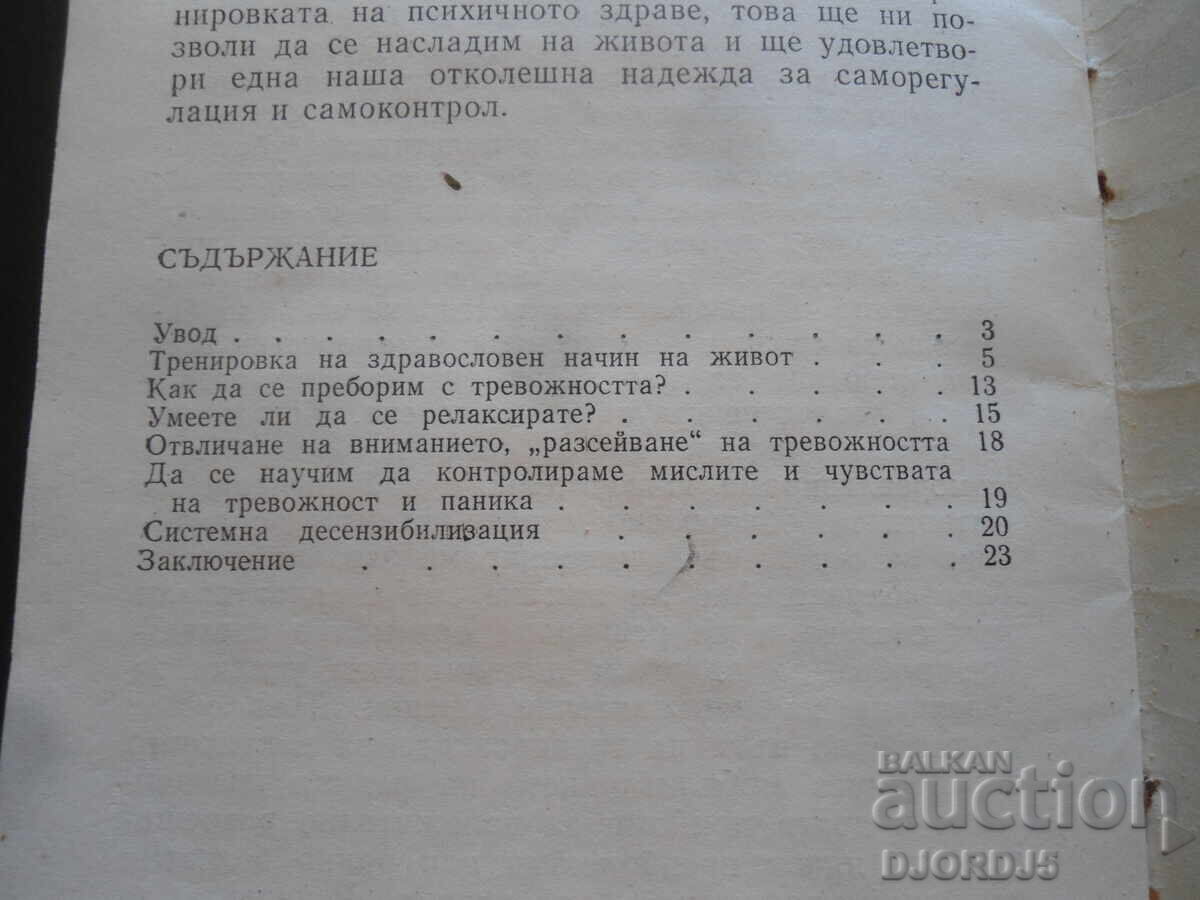 нировката на психичното здраве, това ще ни поз-
воли да се насладим на живота и ще удовлетво-
ри една наша отколешна надежда за саморегу-
лация и самоконтрол.
СЪДЪРЖАНИЕ
Увод . . . . . . . . . . . . 3
Тренировка на здравословен начин на живот . . . 5
Как да се преборим с тревожността? . . . . . 13
Умеете ли да се релаксирате? . . . . . . 15
Отвличане на вниманието, „разсейване“ на тревожността 18
Да се научим да контролираме мислите и чувствата
на тревожност и паника . . . . . . . 19
Системна десензибилизация . . . . . . 20
Заключение . . . . . . . . . . 23
BALKAN
auction
DJORDJ5